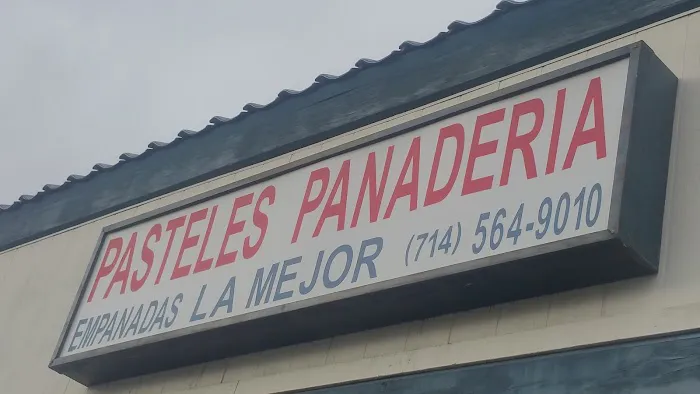 PASTELES PANADERIA
EMPANADAS LA MEJOR (714) 564-9010